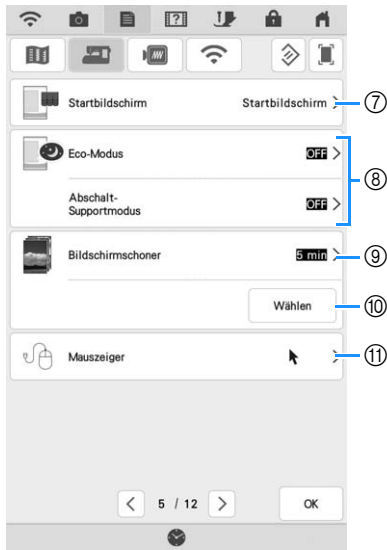 Startbildschirm Startbildschirm > ⑦
Eco-Modus OFF >
⑧
Abschalt-
Supportmodus OFF >
Bildschirmschoner 5 min > ⑨
Wählen ⑩
Mauszeiger > ⑪
< 5 / 12 > OK